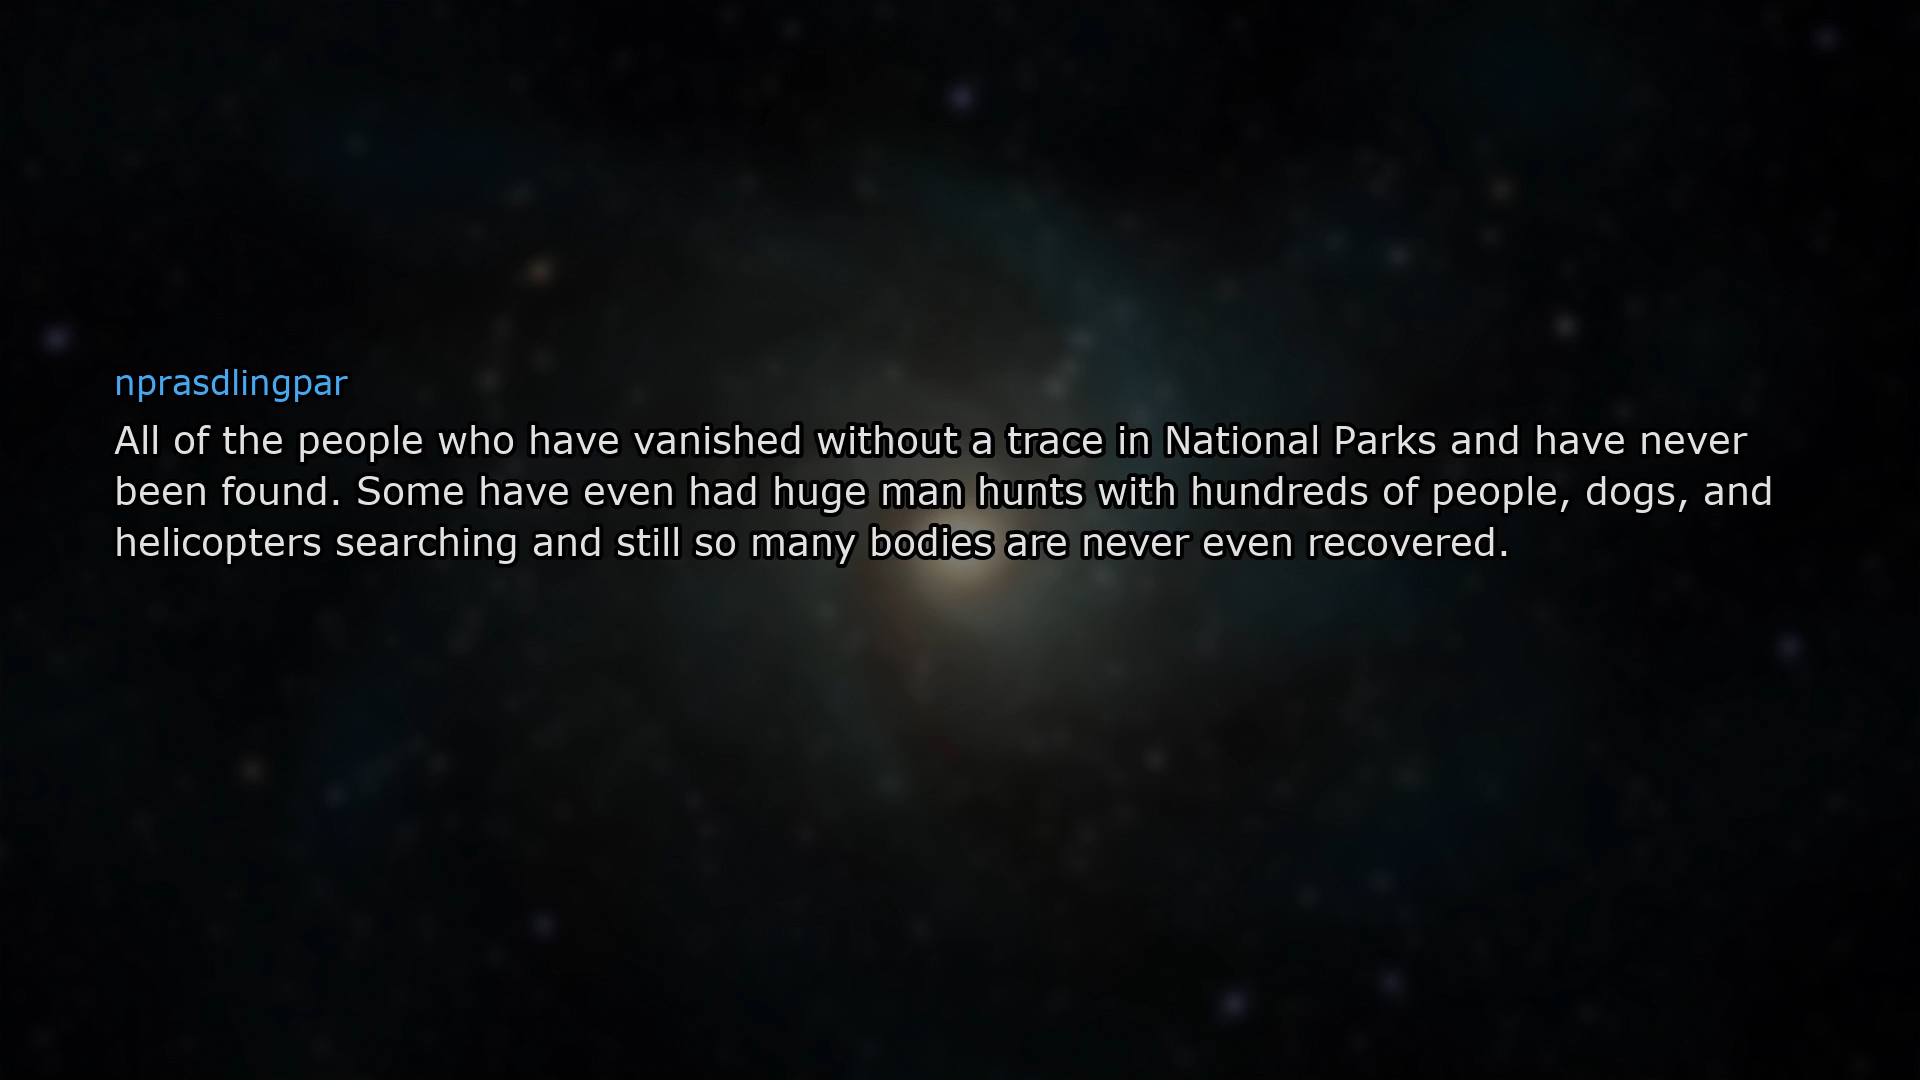 nprasdlingpar
All of the people who have vanished without a trace in National Parks and have never
been found. Some have even had huge man hunts with hundreds of people, dogs, and
helicopters searching and still so many bodies are never even recovered.